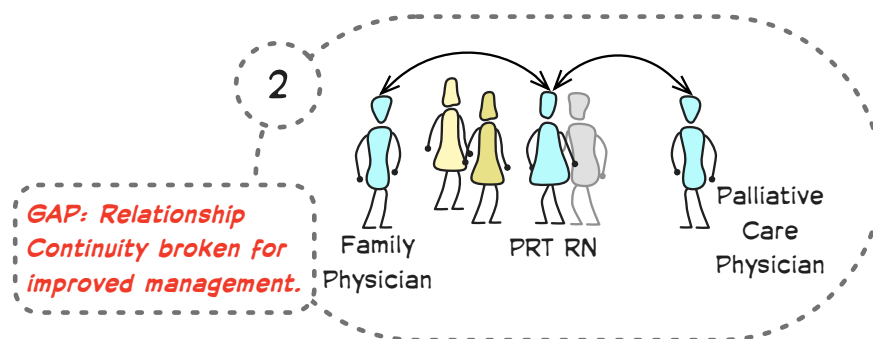 2
GAP: Relationship
Continuity broken for
improved management.
Family
Physician
PRT RN
Palliative
Care
Physician